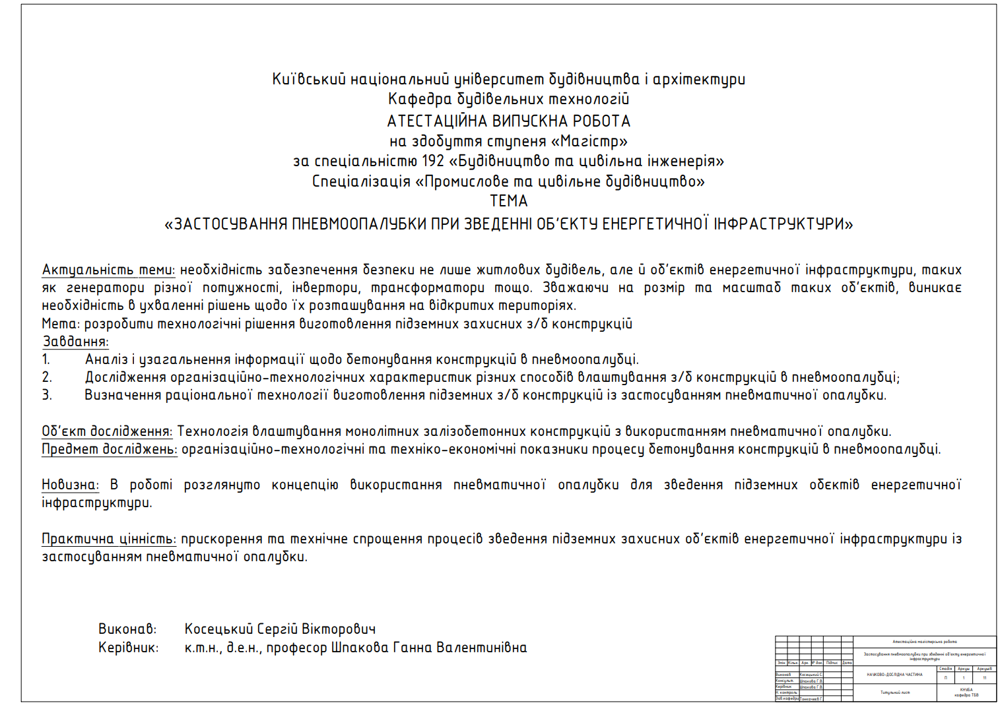 Київський національний університет будівництва і архітектури
Кафедра будівельних технологій
АТЕСТАЦІЙНА ВИПУСКНА РОБОТА
на здобуття ступеня «Магістр»
за спеціальністю 192 «Будівництво та цивільна інженерія»
Спеціалізація «Промислове та цивільне будівництво»
ТЕМА
«ЗАСТОСУВАННЯ ПНЕВМООПАЛУБКИ ПРИ ЗВЕДЕННІ ОБ'ЄКТУ ЕНЕРГЕТИЧНОЇ ІНФРАСТРУКТУРИ»
Актуальність теми: необхідність забезпечення безпеки не лише житлових будівель, але й об'єктів енергетичної інфраструктури, таких
як генератори різної потужності, інвертори, трансформатори тощо. Зважаючи на розмір та масштаб таких об'єктів, виникає
необхідність в ухваленні рішень щодо їх розташування на відкритих територіях.
Мета: розробити технологічні рішення виготовлення підземних захисних з/б конструкцій
Завдання:
1. Аналіз і узагальнення інформації щодо бетонування конструкцій в пневмоопалубці.
2. Дослідження організаційно-технологічних характеристик різних способів влаштування з/б конструкцій в пневмоопалубці;
3. Визначення раціональної технології виготовлення підземних з/б конструкцій із застосуванням пневматичної опалубки.
Об'єкт дослідження: Технологія влаштування монолітних залізобетонних конструкцій з використанням пневматичної опалубки.
Предмет досліджень: організаційно-технологічні та техніко-економічні показники процесу бетонування конструкцій в пневмоопалубці.
Новизна: В роботі розглянуто концепцію використання пневматичної опалубки для зведення підземних обєктів енергетичної
інфраструктури.
Практична цінність: прискорення та технічне спрощення процесів зведення підземних захисних об'єктів енергетичної інфраструктури із
застосуванням пневматичної опалубки.
Виконав: Косецький Сергій Вікторович
Керівник: к.т.н., д.е.н., професор Шпакова Ганна Валентинівна
Атестаційна магістерська робота
Застосування пневмоопалубки при зведенні об'єкту енергетичної
інфраструктури
Змін Кільк. Арк. № док. Підпис Дата
НАУКОВО-ДОСЛІДНА ЧАСТИНА
Стадія Аркуш Аркушів
П 1 11
Виконав Косецький С.
Консульт. Шпакова Г.В.
Керівник Шпакова Г.В.
Н. контроль
Зав.кафедри Тонкачеєв Г.
Титульний лист
КНУБА
кафедра ТБВ